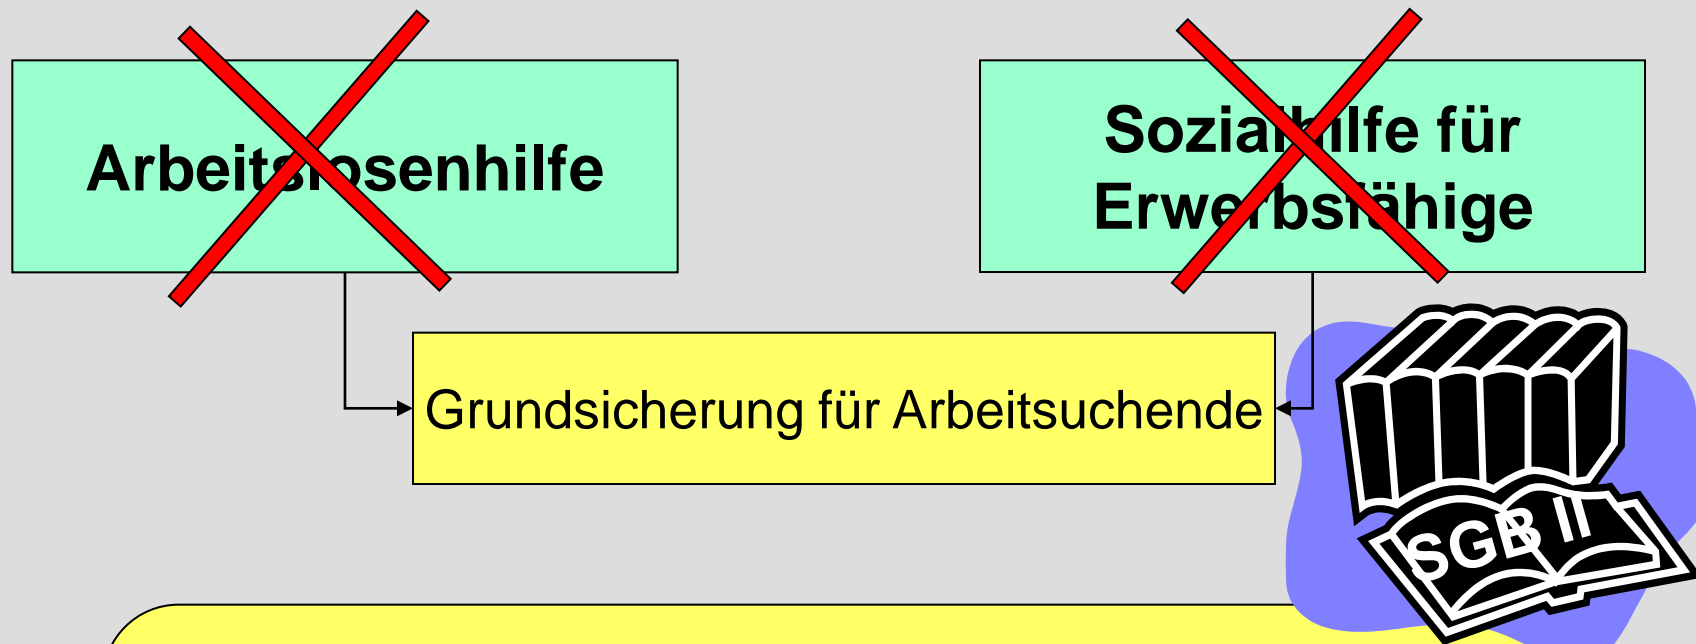 Arbeitslosenhilfe
Sozialhilfe für
Erwerbsfähige
Grundsicherung für Arbeitsuchende
SGB II